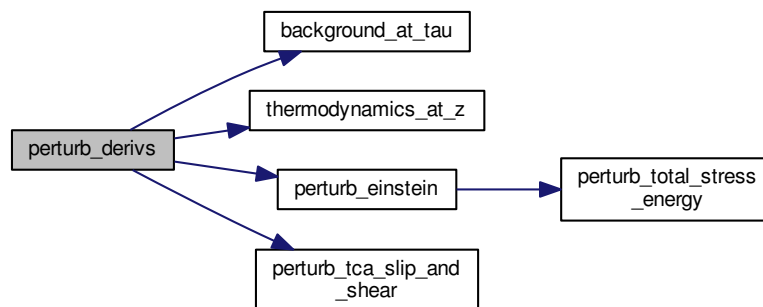 background_at_tau
thermodynamics_at_z
perturb_derivs
perturb_einstein
perturb_total_stress
_energy
perturb_tca_slip_and
_shear